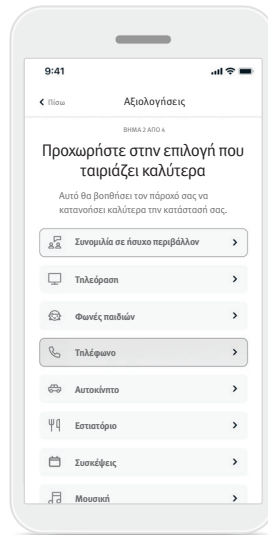 9:41
Πίσω
Αξιολογήσεις
ΒΗΜΑ 2 ΑΠΟ 6
Προχωρήστε στην επιλογή που
ταιριάζει καλύτερα
Αυτό θα βοηθήσει τον πάροχό σας να
κατανοήσει καλύτερα την κατάστασή σας.
Συνομιλία σε ήσυχο περιβάλλον
Τηλεόραση
Φωνές παιδιών
Τηλέφωνο
Αυτοκίνητο
Εστιατόριο
Συσκέψεις
Μουσική